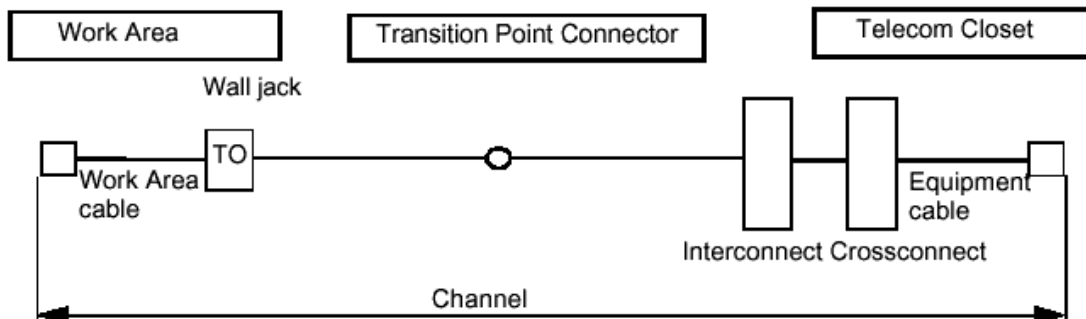 Work Area
Transition Point Connector
Telecom Closet
Wall jack
TO
Work Area
cable
Equipment
cable
Interconnect Crossconnect
Channel